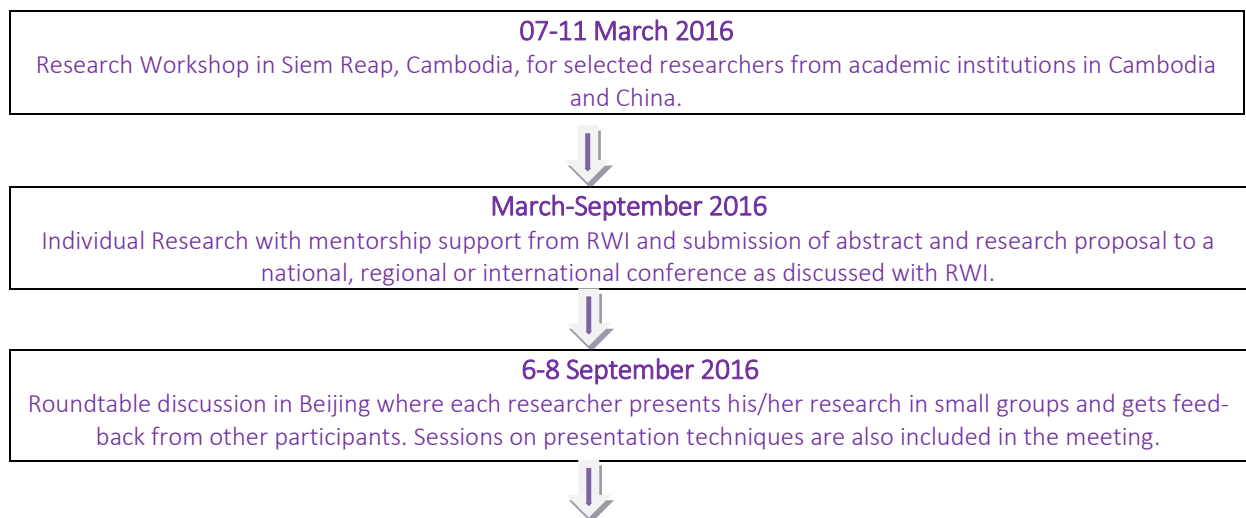 07-11 March 2016
Research Workshop in Siem Reap, Cambodia, for selected researchers from academic institutions in Cambodia
and China.
March-September 2016
Individual Research with mentorship support from RWI and submission of abstract and research proposal to a
national, regional or international conference as discussed with RWI.
6-8 September 2016
Roundtable discussion in Beijing where each researcher presents his/her research in small groups and gets feed-
back from other participants. Sessions on presentation techniques are also included in the meeting.